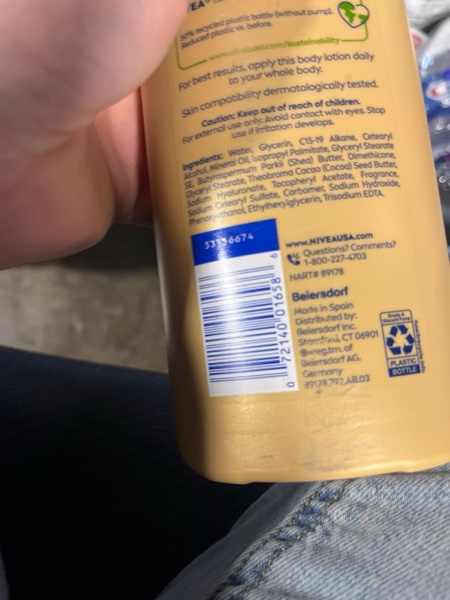 50% recycled plastic bottle (without pump).
Reduced plastic vs. before.
www.niveausa.com/sustainability
For best results, apply this body lotion daily
to your whole body.
Skin compatibility dermatologically tested.
Caution: Keep out of reach of children.
For external use only. Avoid contact with eyes. Stop
use if irritation develops.
Ingredients: Water, Glycerin, C15-19 Alkane, Cetearyl
Alcohol, Mineral Oil, Isopropyl Palmitate, Glyceryl Stearate
SE, Butyrospermum Parkii (Shea) Butter, Dimethicone,
Glyceryl Stearate, Theobroma Cacao (Cocoa) Seed Butter,
Sodium Hyaluronate, Tocopheryl Acetate, Fragrance,
Sodium Cetearyl Sulfate, Carbomer, Sodium Hydroxide,
Phenoxyethanol, Ethylhexylglycerin, Trisodium EDTA.
www.NIVEAUSA.com
Questions? Comments?
1-800-227-4703
HART# 89178
Beiersdorf
Made in Spain
Distributed by:
Beiersdorf Inc.
Stamford, CT 06901
®=reg.tm. of
Beiersdorf AG,
Germany
89178.797.AB.03
0 72140 01658 6
PLASTIC
BOTTLE